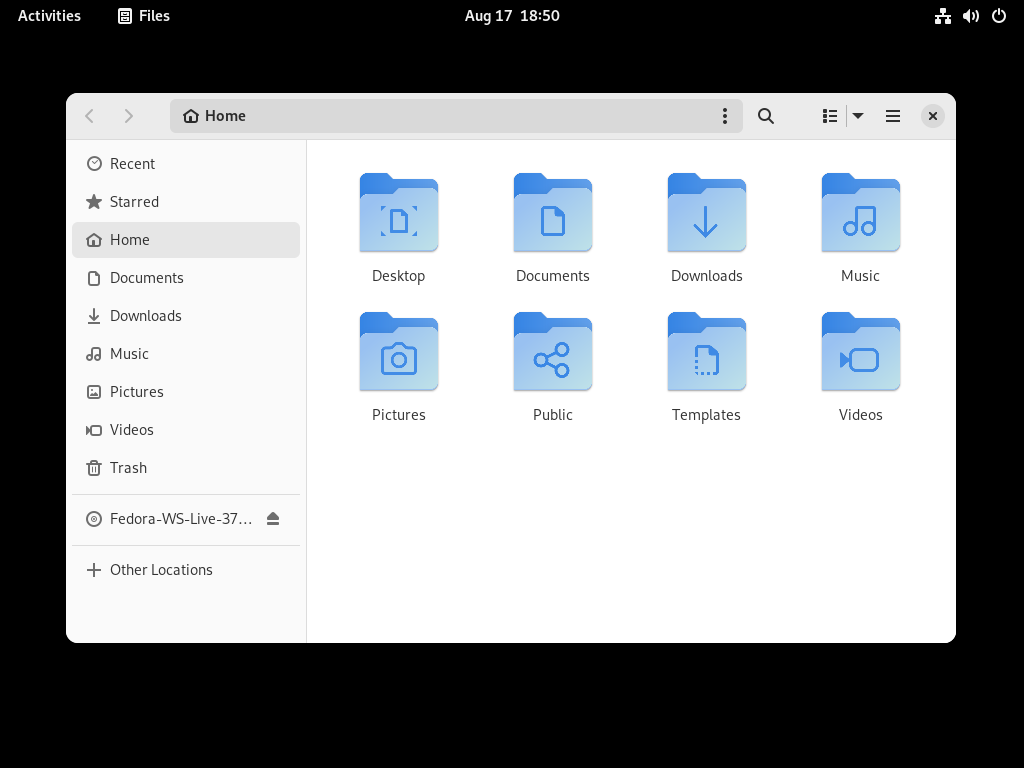 Activities
Files
Aug 17 18:50
Home
Recent
Starred
Home
Documents
Downloads
Music
Pictures
Videos
Trash
Fedora-WS-Live-37…
Other Locations
Desktop
Documents
Downloads
Music
Pictures
Public
Templates
Videos